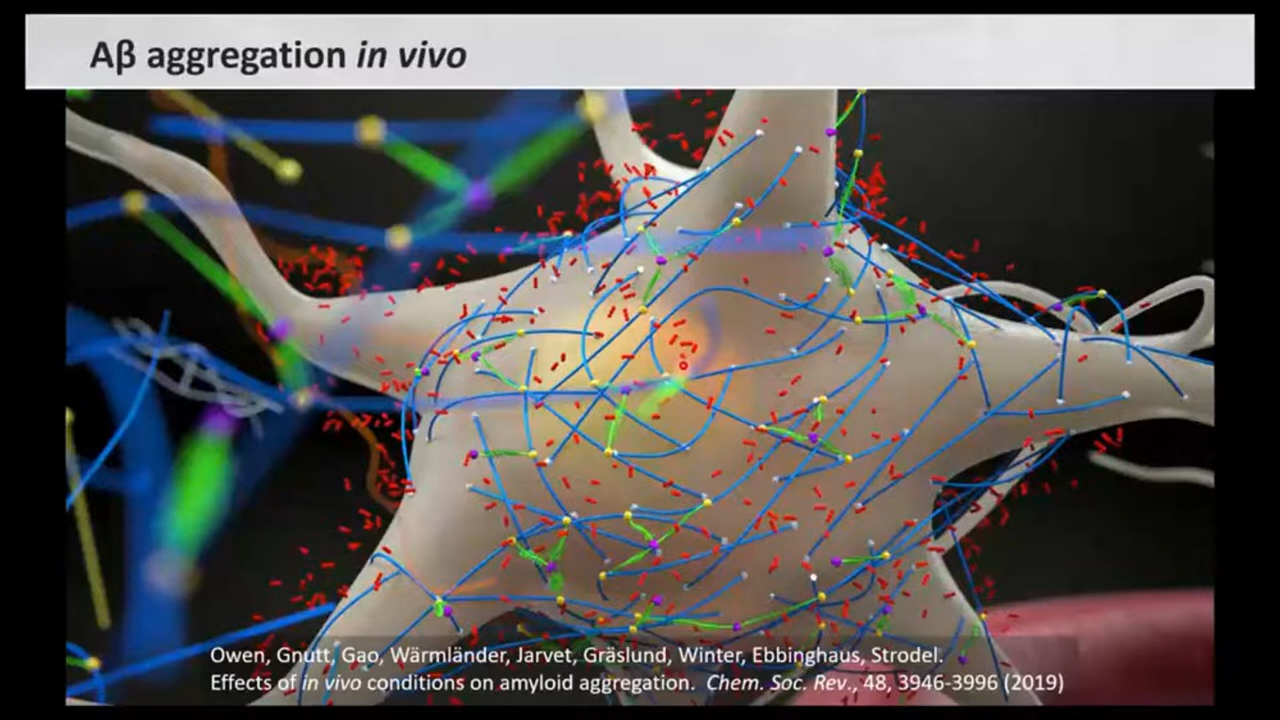 Aβ aggregation in vivo
Owen, Gnutt, Gao, Wärmländer, Jarvet, Gräslund, Winter, Ebbinghaus, Strodel.
Effects of in vivo conditions on amyloid aggregation. Chem. Soc. Rev., 48, 3946-3996 (2019)